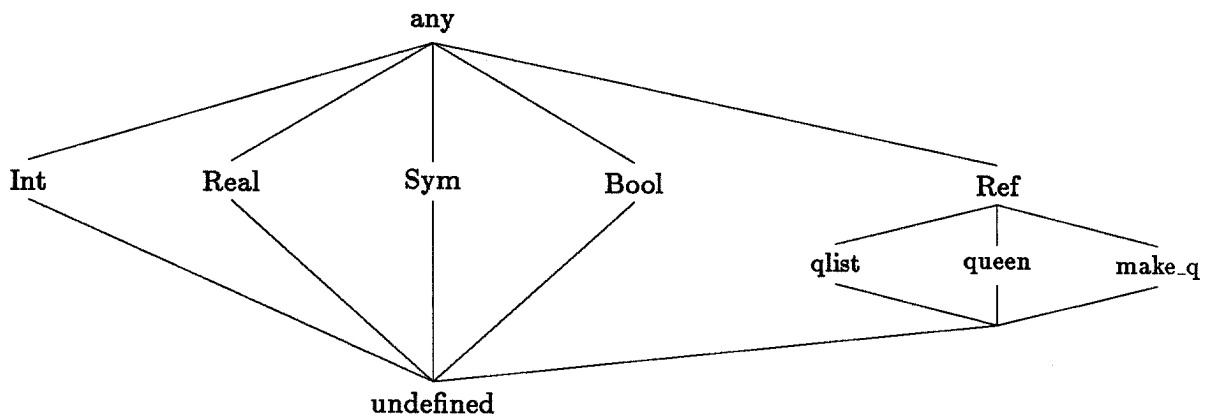 any
Int Real Sym Bool Ref
qlist queen make_q
undefined